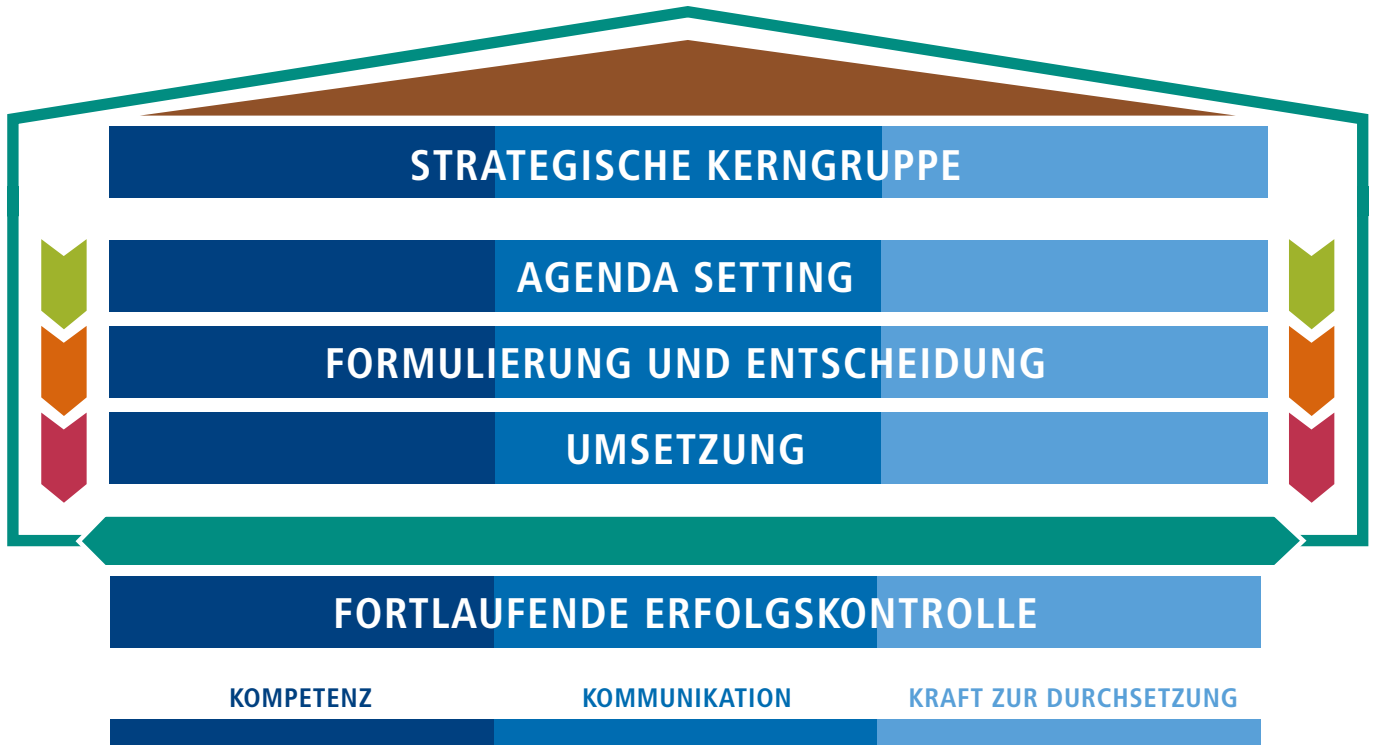 STRATEGISCHE KERNGRUPPE
AGENDA SETTING
FORMULIERUNG UND ENTSCHEIDUNG
UMSETZUNG
FORTLAUFENDE ERFOLGSKONTROLLE
KOMPETENZ
KOMMUNIKATION
KRAFT ZUR DURCHSETZUNG